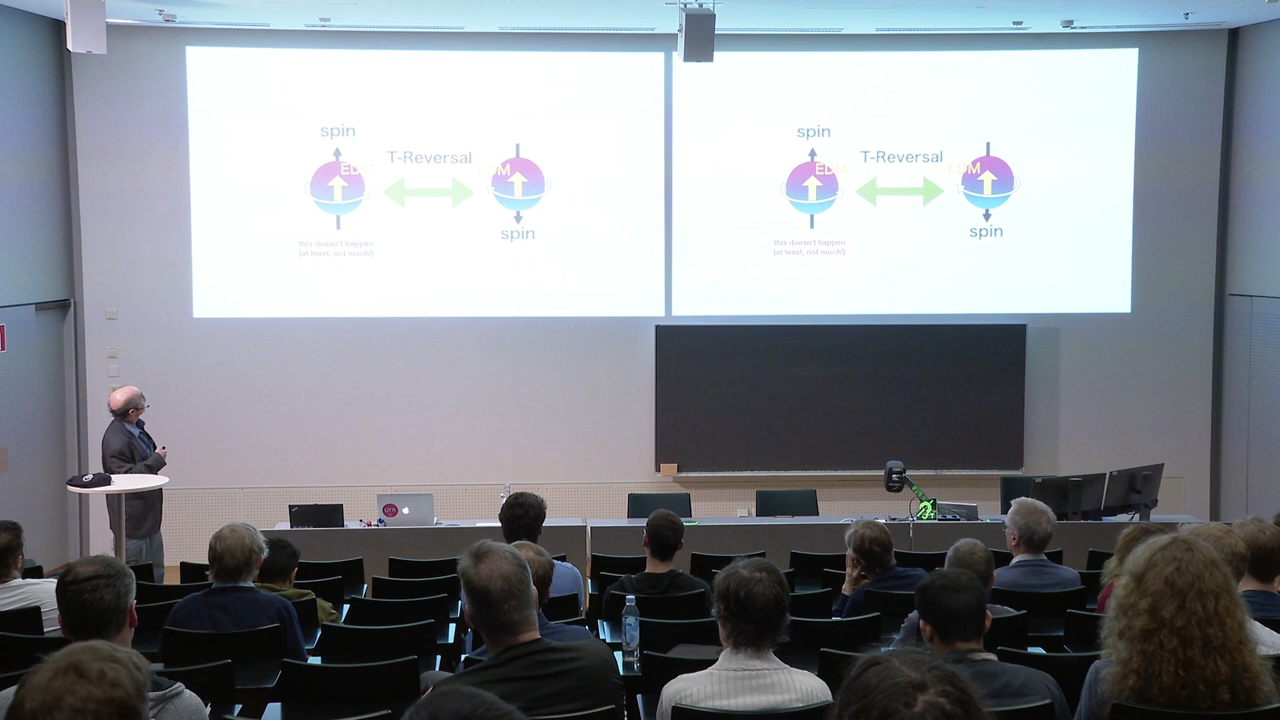 spin
T-Reversal
EDM
EDM
spin
this doesn't happen
(at least, not much!)
spin
T-Reversal
EDM
EDM
spin
this doesn't happen
(at least, not much!)